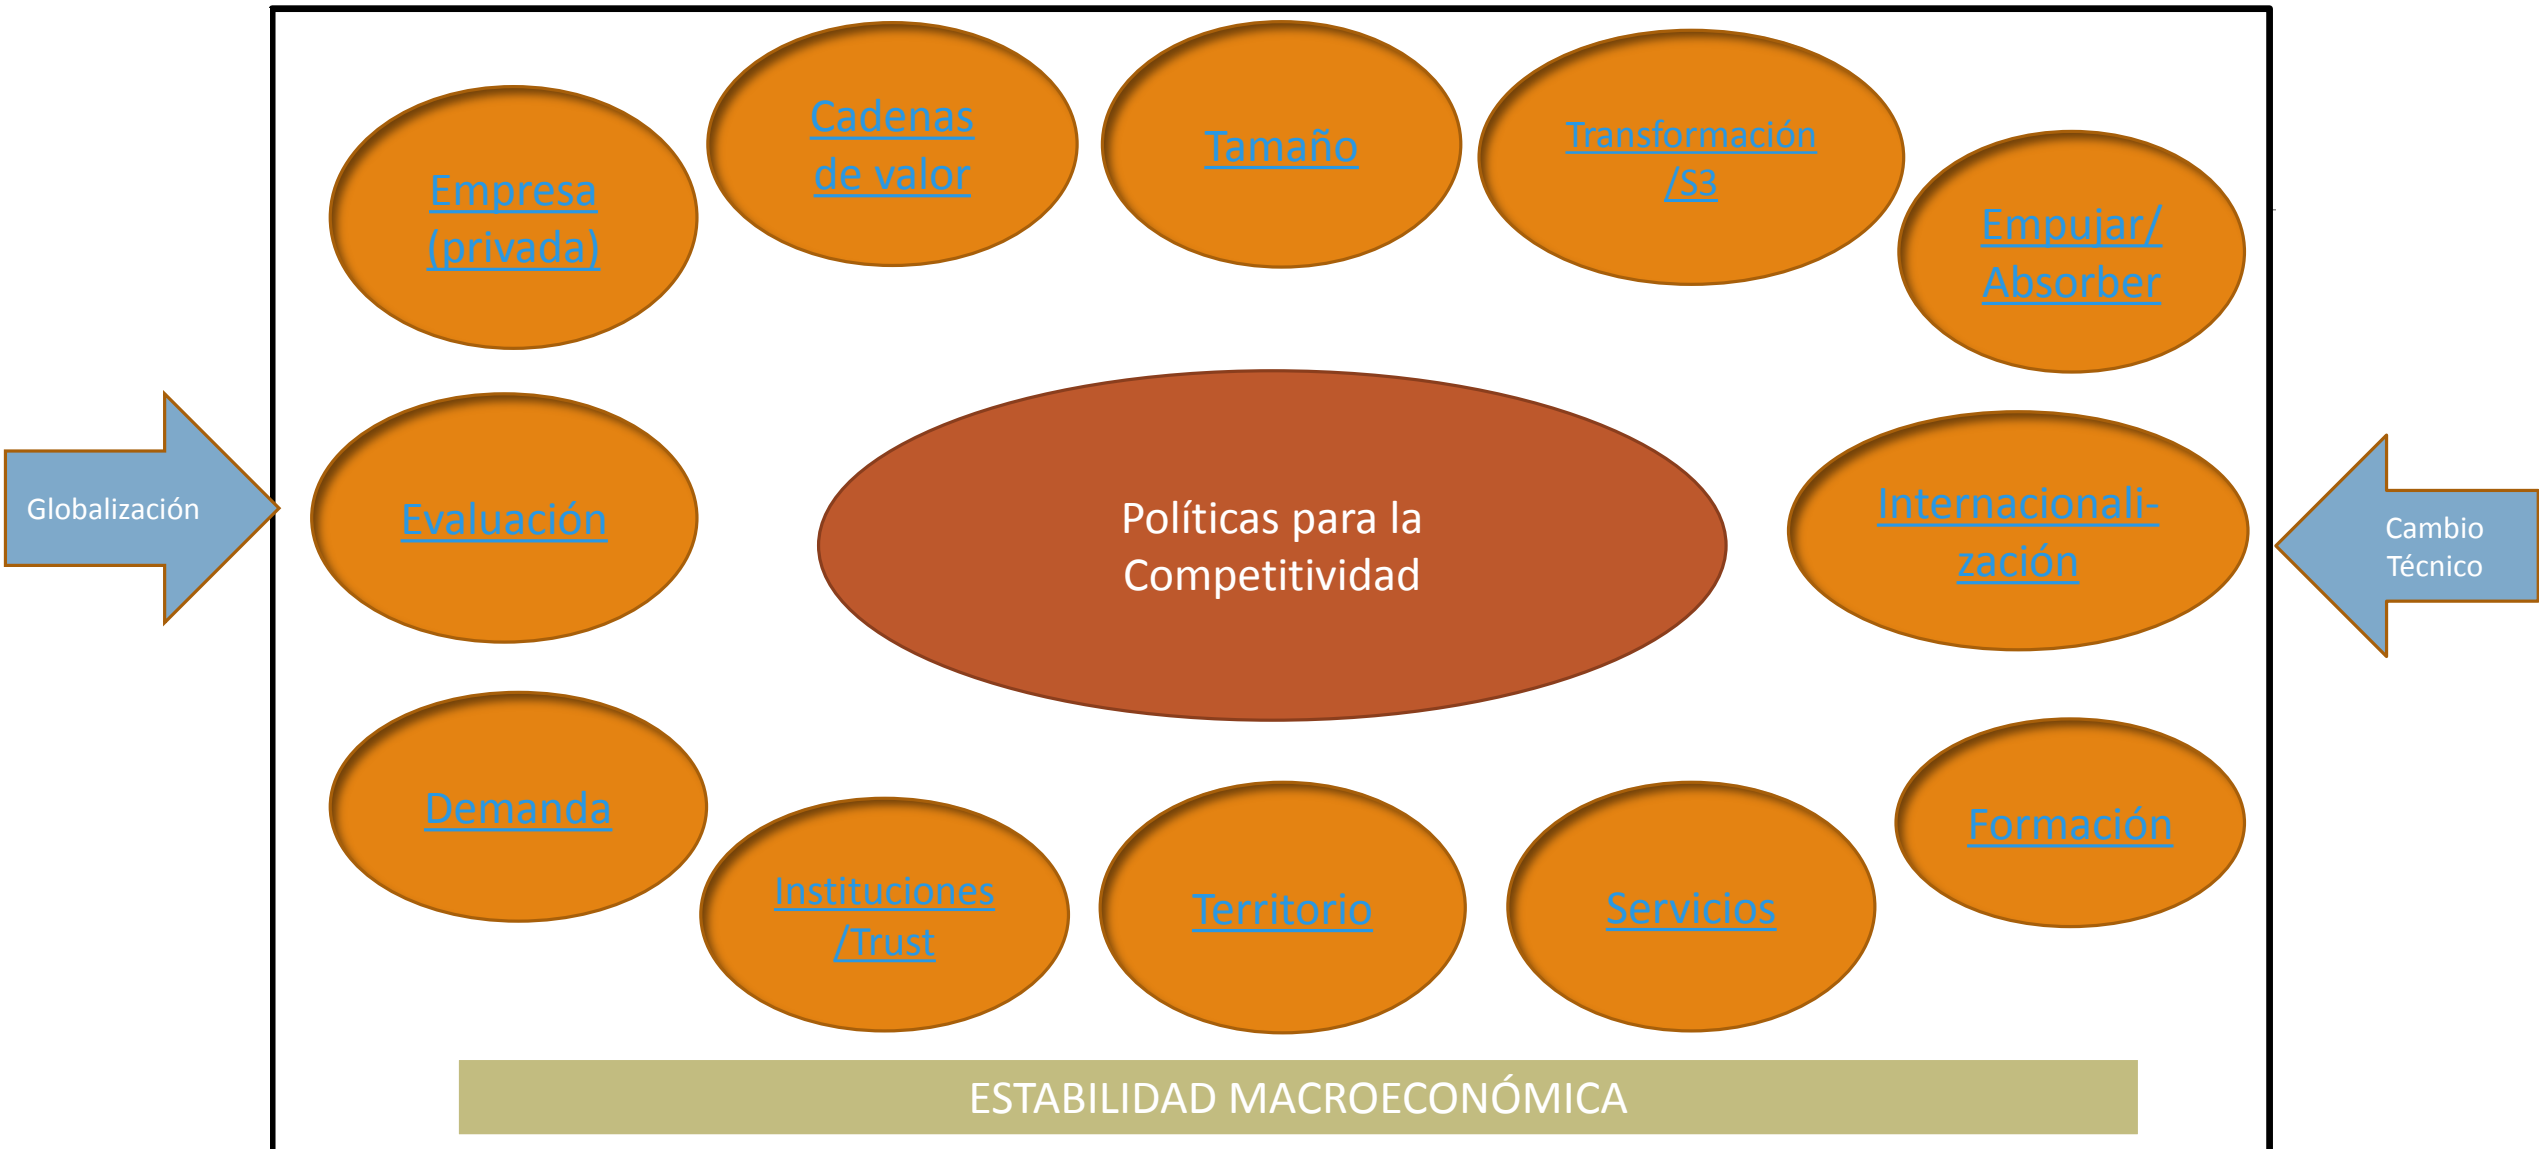 Cadenas
de valor
Tamaño
Transformación
/S3
Empresa
(privada)
Empujar/
Absorber
Globalización
Evaluación
Políticas para la
Competitividad
Internacionali-
zación
Cambio
Técnico
Demanda
Formación
Instituciones
/Trust
Territorio
Servicios
ESTABILIDAD MACROECONÓMICA